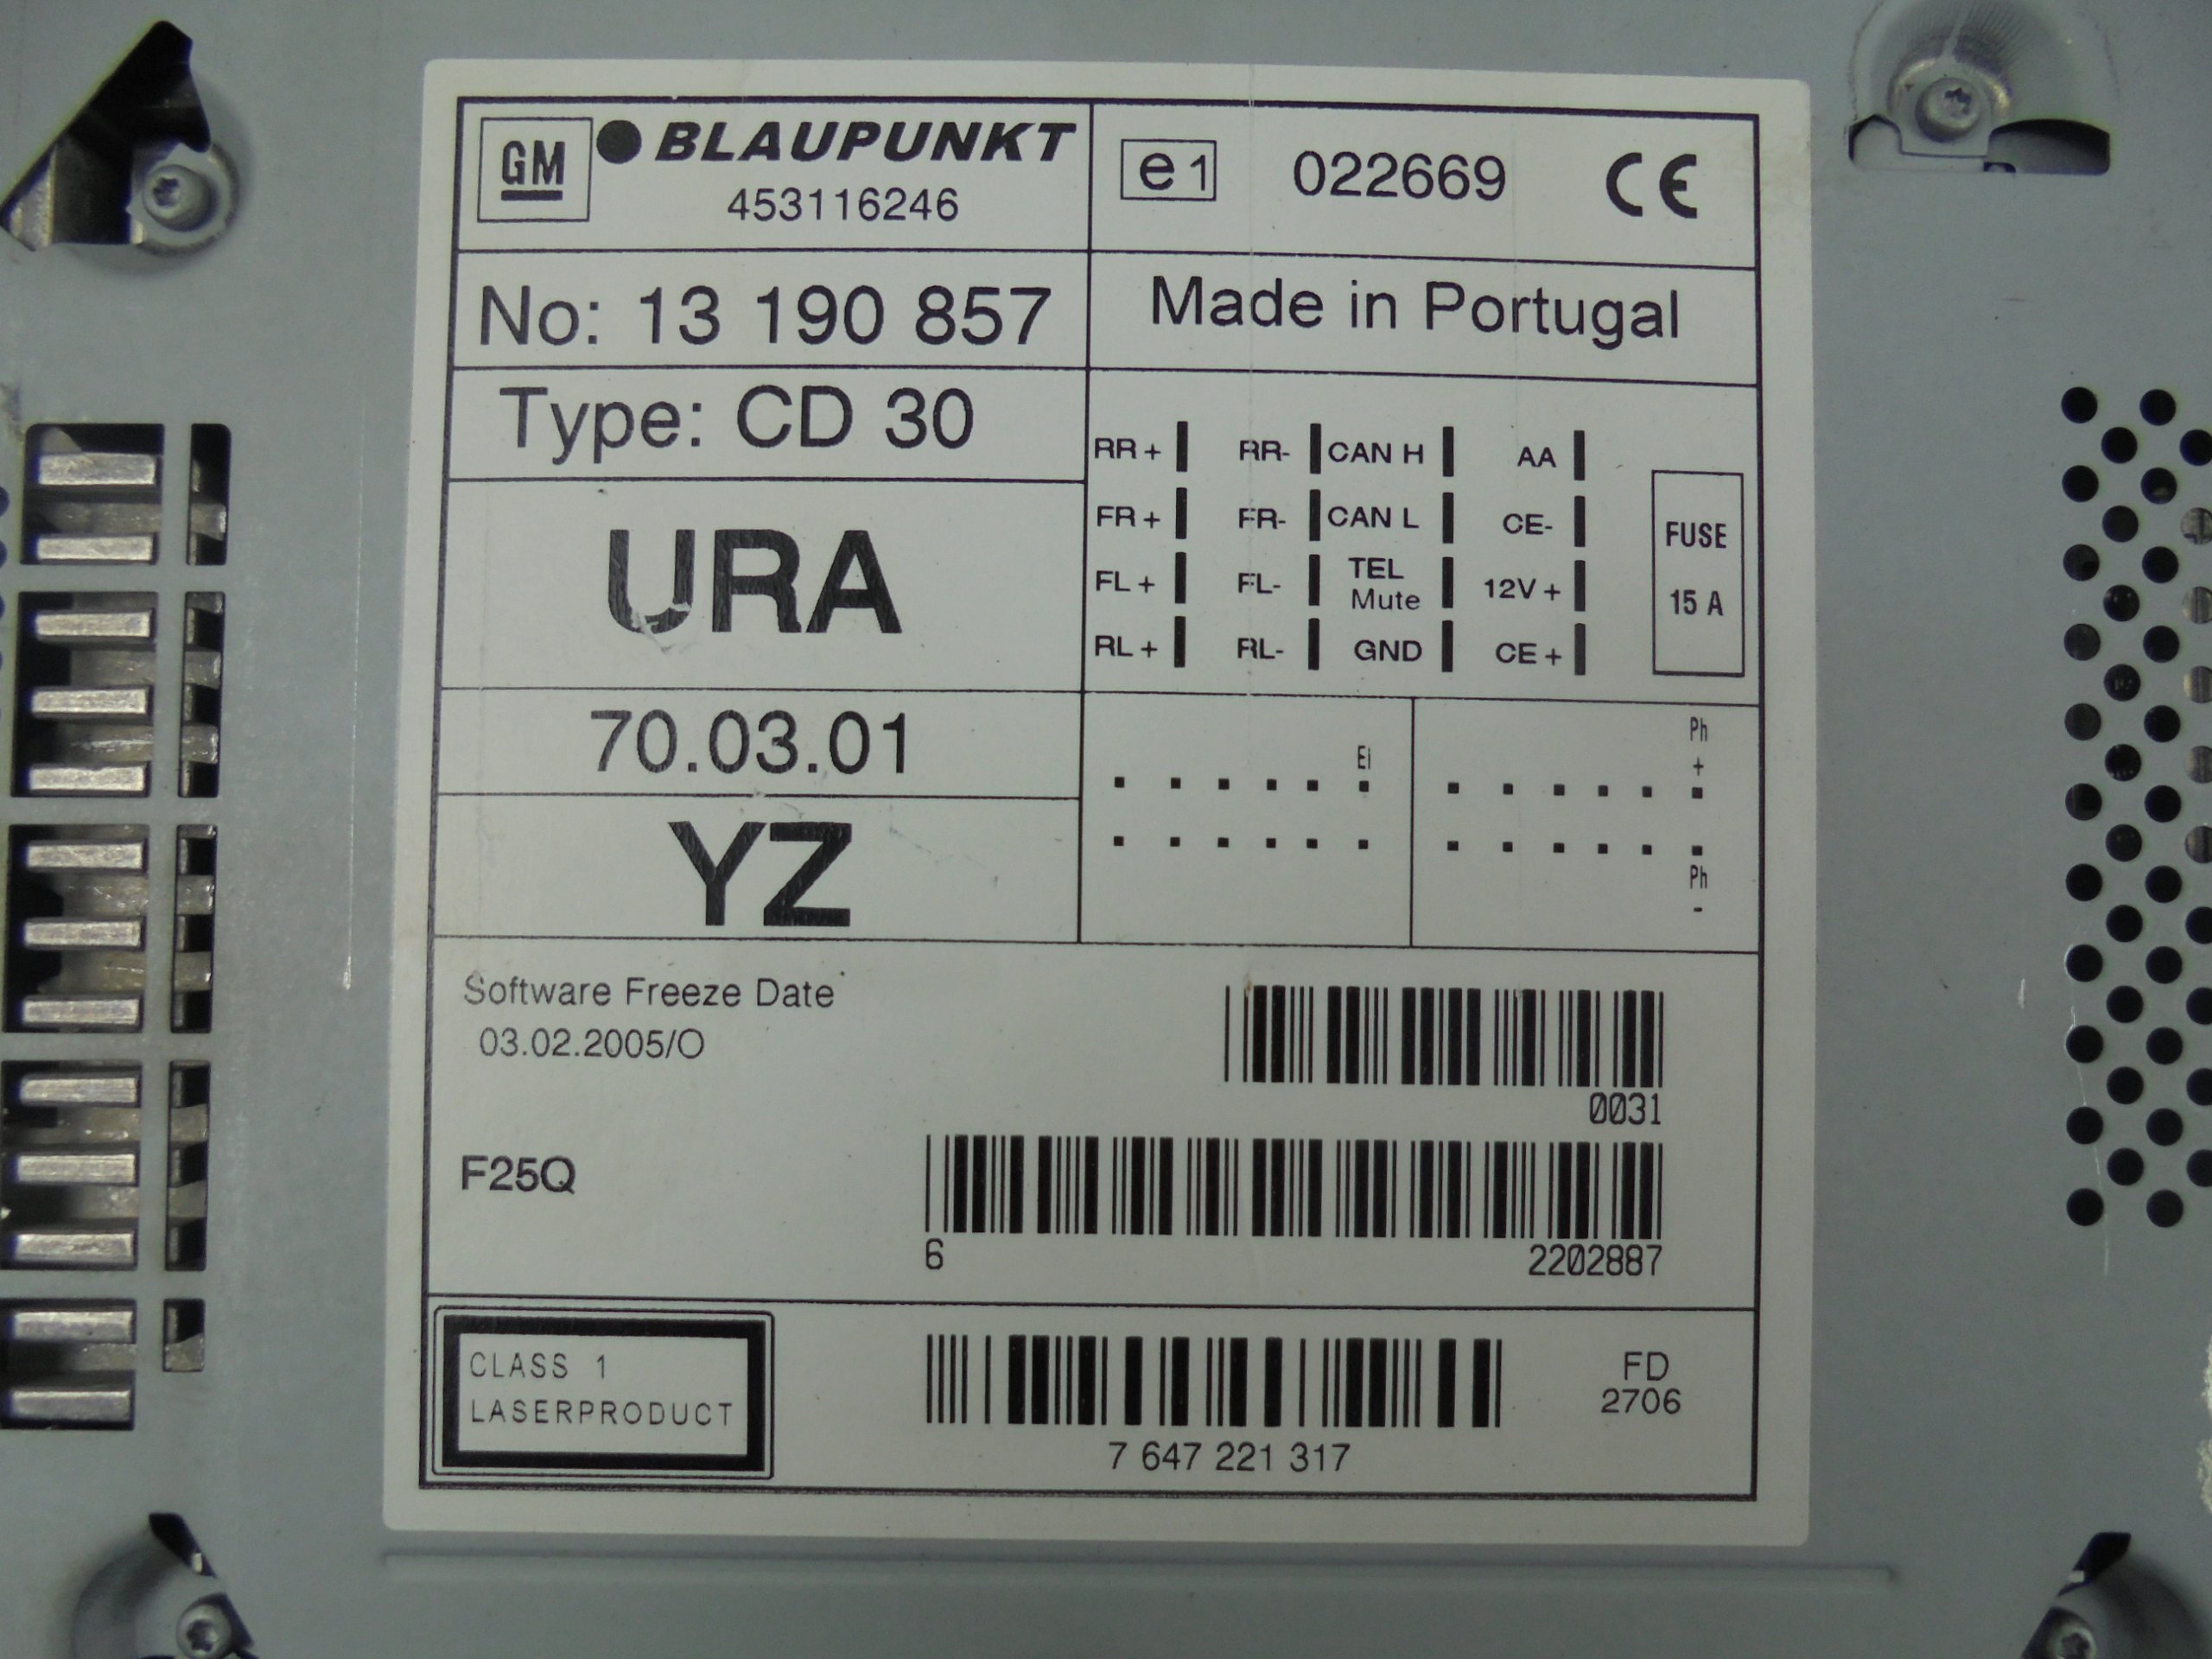 GM BLAUPUNKT
453116246
e1 022669 CE
No: 13 190 857
Made in Portugal
Type: CD 30
URA
70.03.01
YZ
RR + RR- CAN H AA
FR + FR- CAN L CE-
FL + FL- TEL Mute 12V +
RL + RL- GND CE +
FUSE
15 A
EI
Ph
+
Ph
-
Software Freeze Date
03.02.2005/O
0031
F25Q
6 2202887
CLASS 1
LASERPRODUCT
7 647 221 317
FD
2706